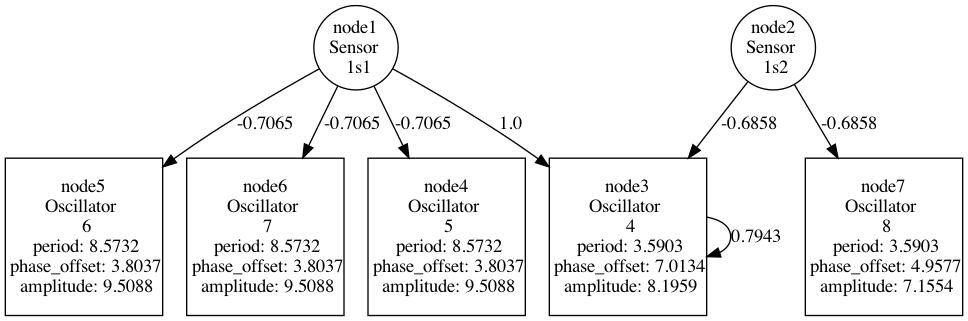 node1
Sensor
1s1
node2
Sensor
1s2
-0.7065
-0.7065
-0.7065
1.0
-0.6858
-0.6858
node5
Oscillator
6
period: 8.5732
phase_offset: 3.8037
amplitude: 9.5088
node6
Oscillator
7
period: 8.5732
phase_offset: 3.8037
amplitude: 9.5088
node4
Oscillator
5
period: 8.5732
phase_offset: 3.8037
amplitude: 9.5088
node3
Oscillator
4
period: 3.5903
phase_offset: 7.0134
amplitude: 8.1959
0.7943
node7
Oscillator
8
period: 3.5903
phase_offset: 4.9577
amplitude: 7.1554